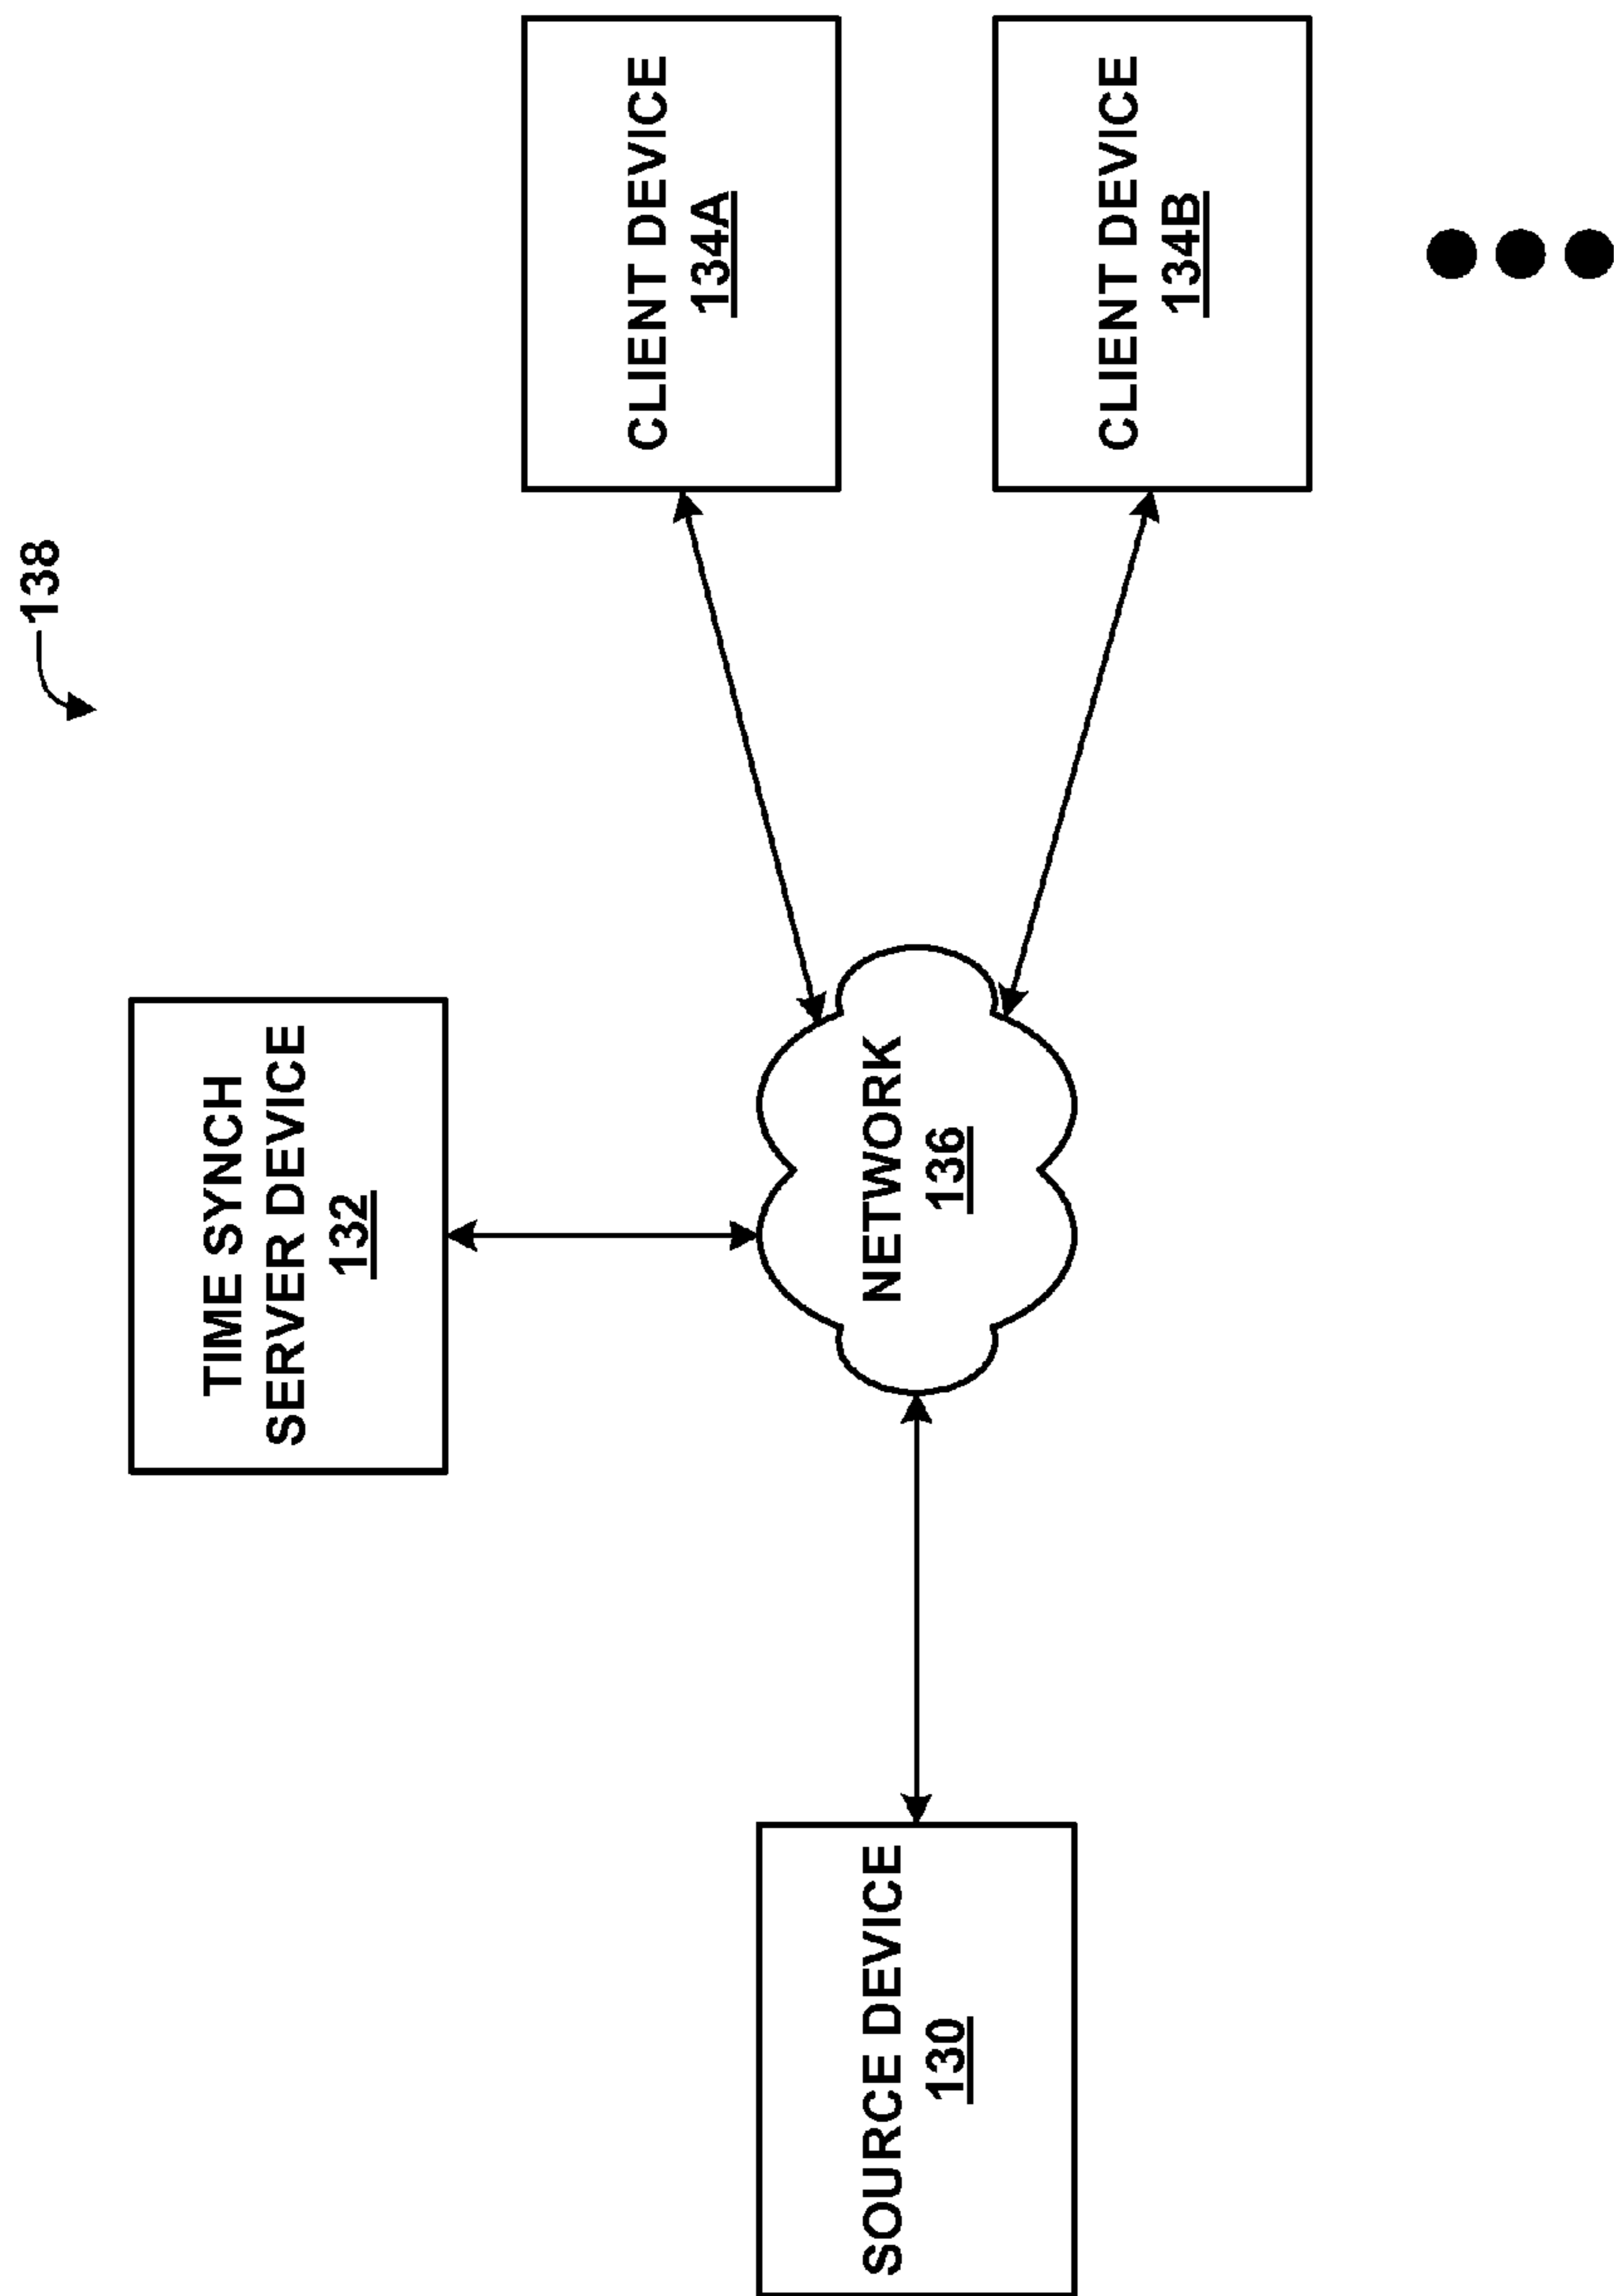 138
TIME SYNCH
SERVER DEVICE
132
CLIENT DEVICE
134A
SOURCE DEVICE
130
NETWORK
136
CLIENT DEVICE
134B